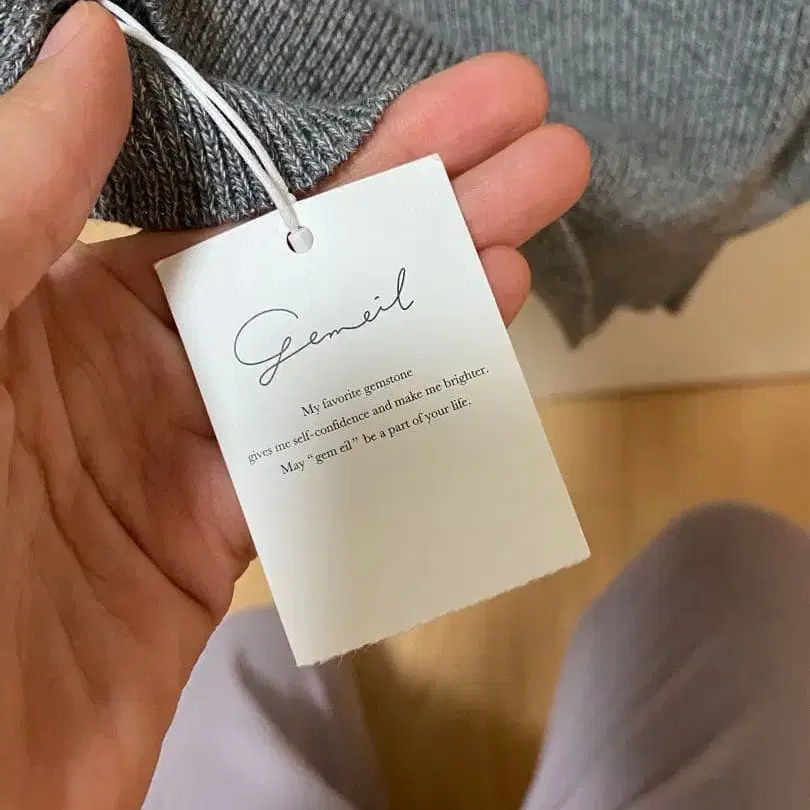 Gemeil
My favorite gemstone
gives me self-confidence and make me brighter.
May “gem eil” be a part of your life.